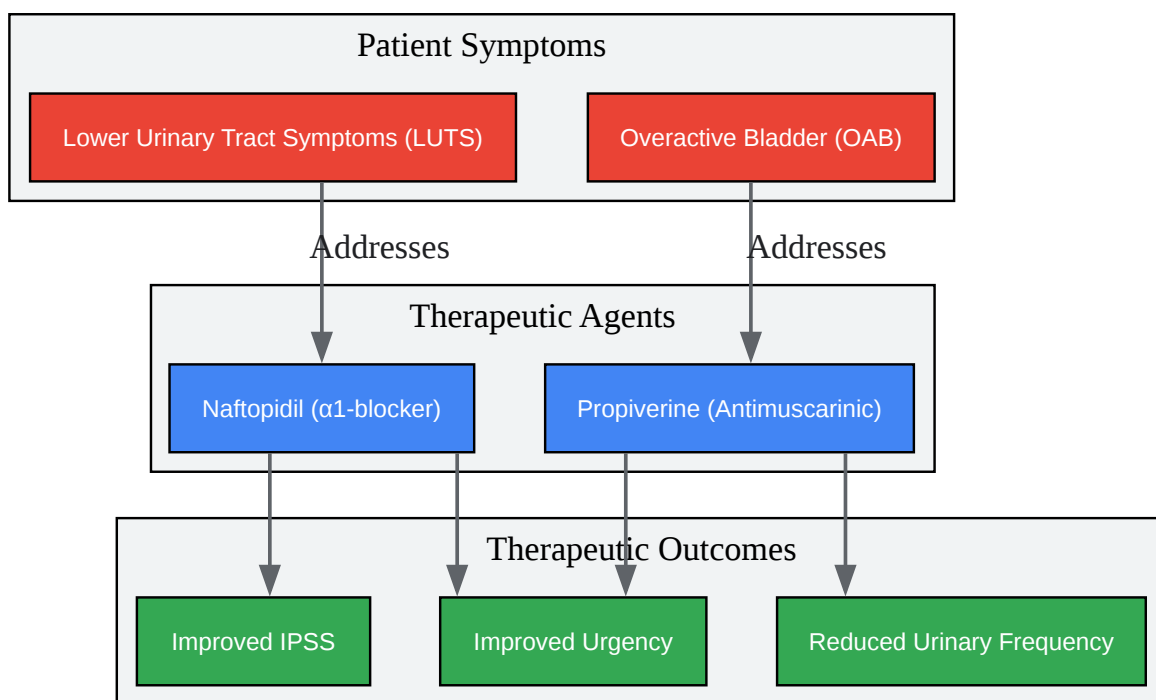 Patient Symptoms
Lower Urinary Tract Symptoms (LUTS)
Overactive Bladder (OAB)
Addresses
Addresses
Therapeutic Agents
Naftopidil (α1-blocker)
Propiverine (Antimuscarinic)
Therapeutic Outcomes
Improved IPSS
Improved Urgency
Reduced Urinary Frequency